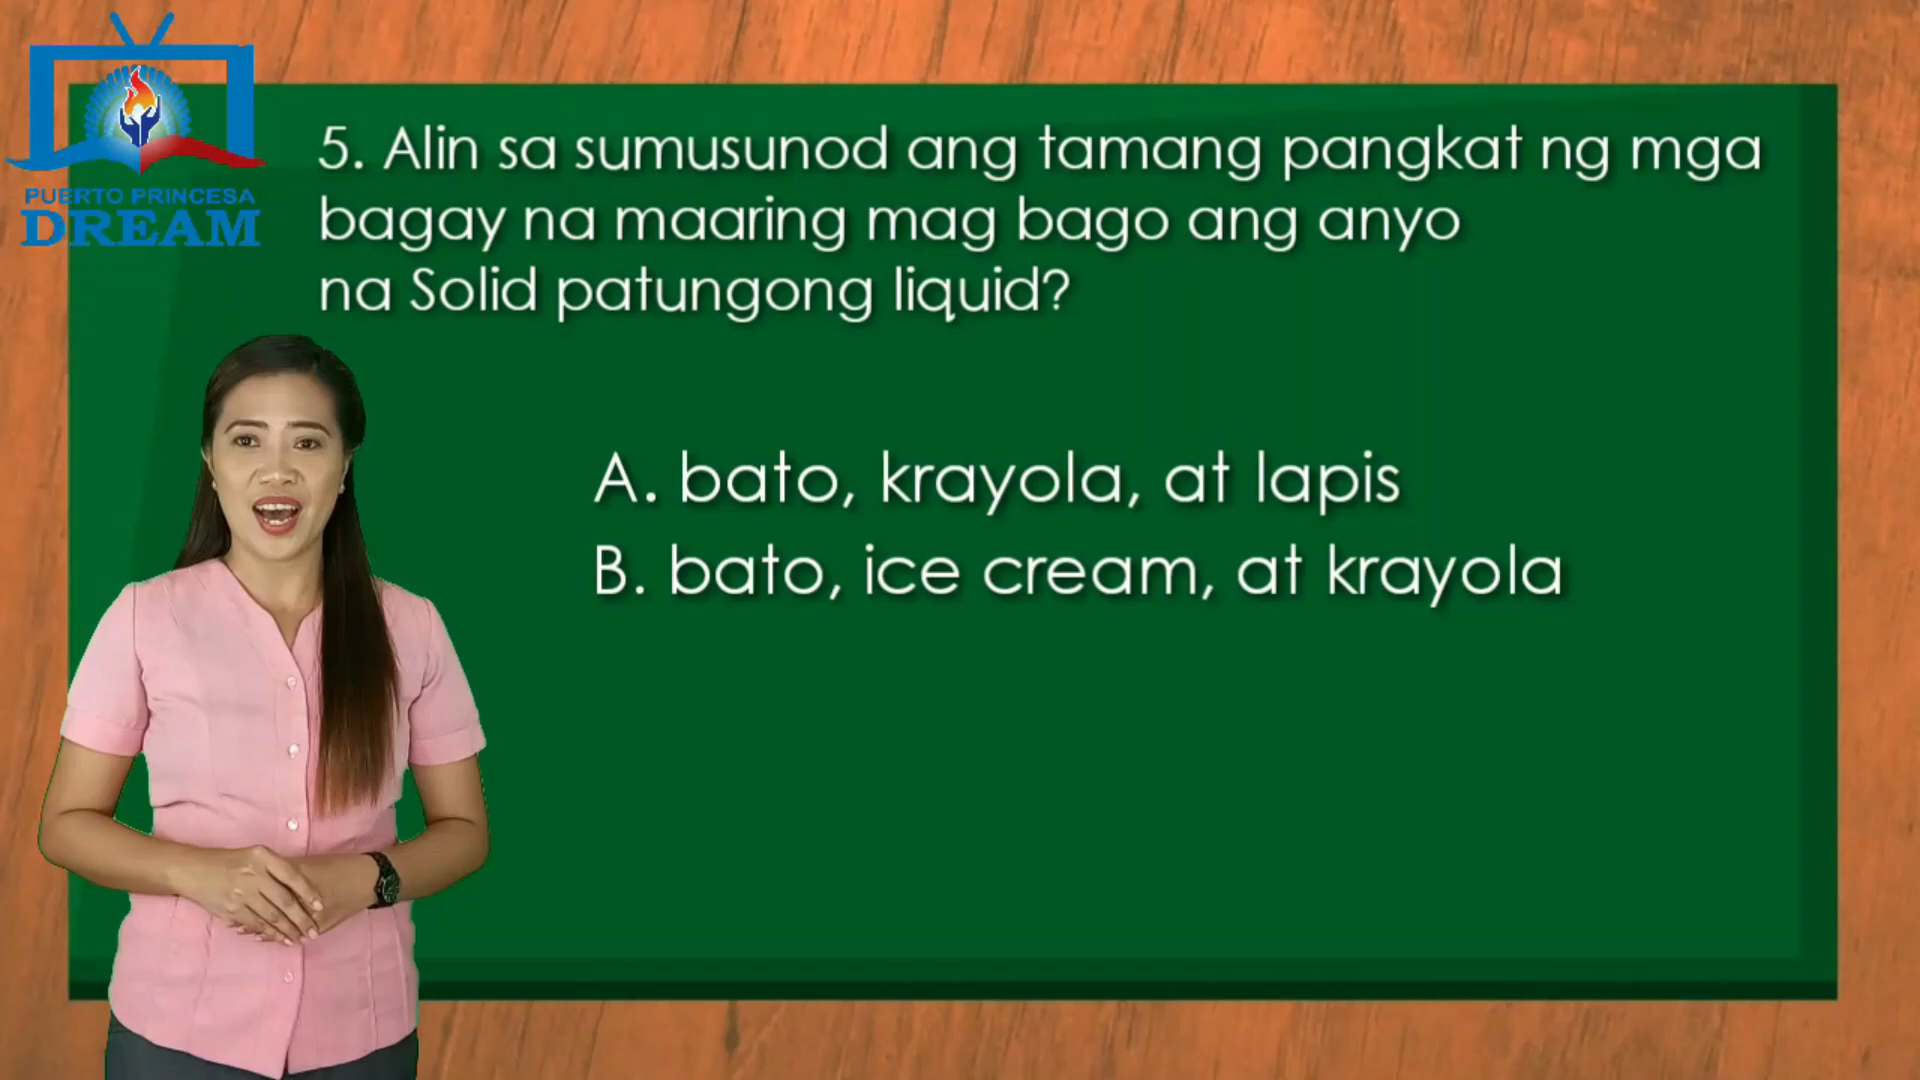 PUERTO PRINCESA
DREAM
5. Alin sa sumusunod ang tamang pangkat ng mga
bagay na maaring mag bago ang anyo
na Solid patungong liquid?
A. bato, krayola, at lapis
B. bato, ice cream, at krayola